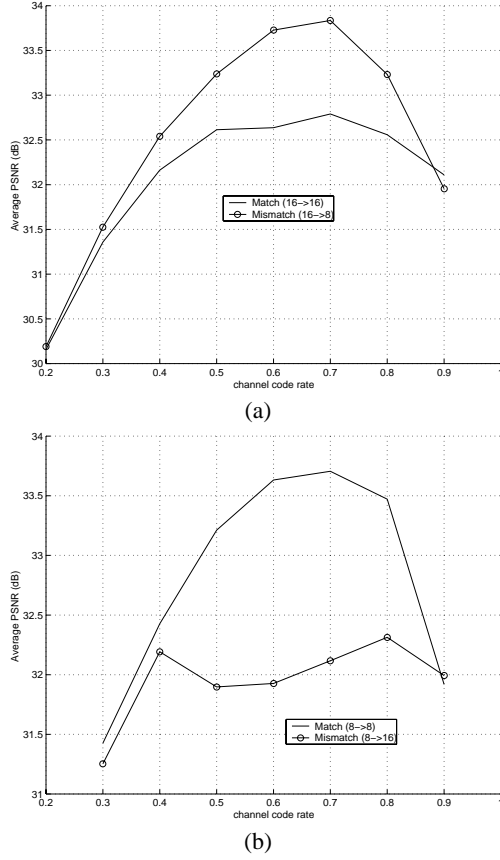 34
33.5
33
32.5
32
31.5
31
30.5
30
Average PSNR (dB)
Match (16->16)
Mismatch (16->8)
0.2 0.3 0.4 0.5 0.6 0.7 0.8 0.9 1
channel code rate
(a)
34
33.5
33
32.5
32
31.5
31
Average PSNR (dB)
Match (8->8)
Mismatch (8->16)
0.2 0.3 0.4 0.5 0.6 0.7 0.8 0.9 1
channel code rate
(b)